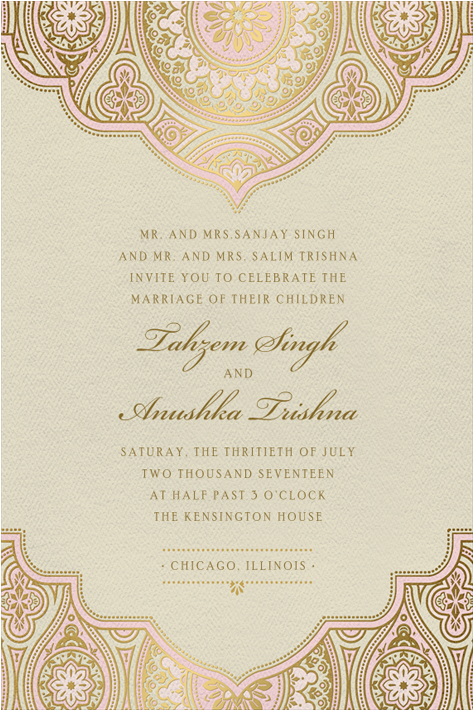 MR. AND MRS.SANJAY SINGH
AND MR. AND MRS. SALIM TRISHNA
INVITE YOU TO CELEBRATE THE
MARRIAGE OF THEIR CHILDREN
Tahzem Singh
AND
Anushka Trishna
SATURAY, THE THRITIETH OF JULY
TWO THOUSAND SEVENTEEN
AT HALF PAST 3 O'CLOCK
THE KENSINGTON HOUSE
· CHICAGO, ILLINOIS ·